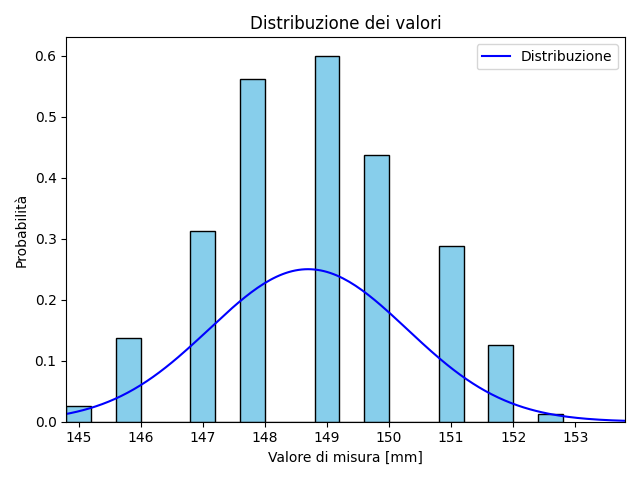 Distribuzione dei valori
Distribuzione
0.6
0.5
0.4
0.3
0.2
0.1
0.0
Probabilità
145 146 147 148 149 150 151 152 153
Valore di misura [mm]